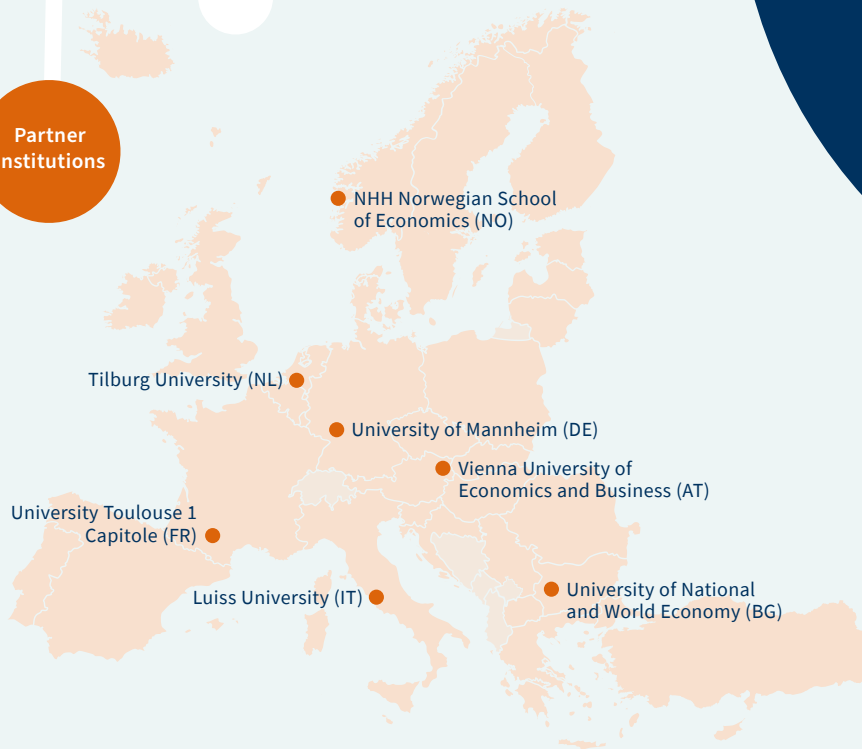 Partner
nstitutions
NHH Norwegian School
of Economics (NO)
Tilburg University (NL)
University of Mannheim (DE)
Vienna University of
Economics and Business (AT)
University Toulouse 1
Capitole (FR)
University of National
and World Economy (BG)
Luiss University (IT)